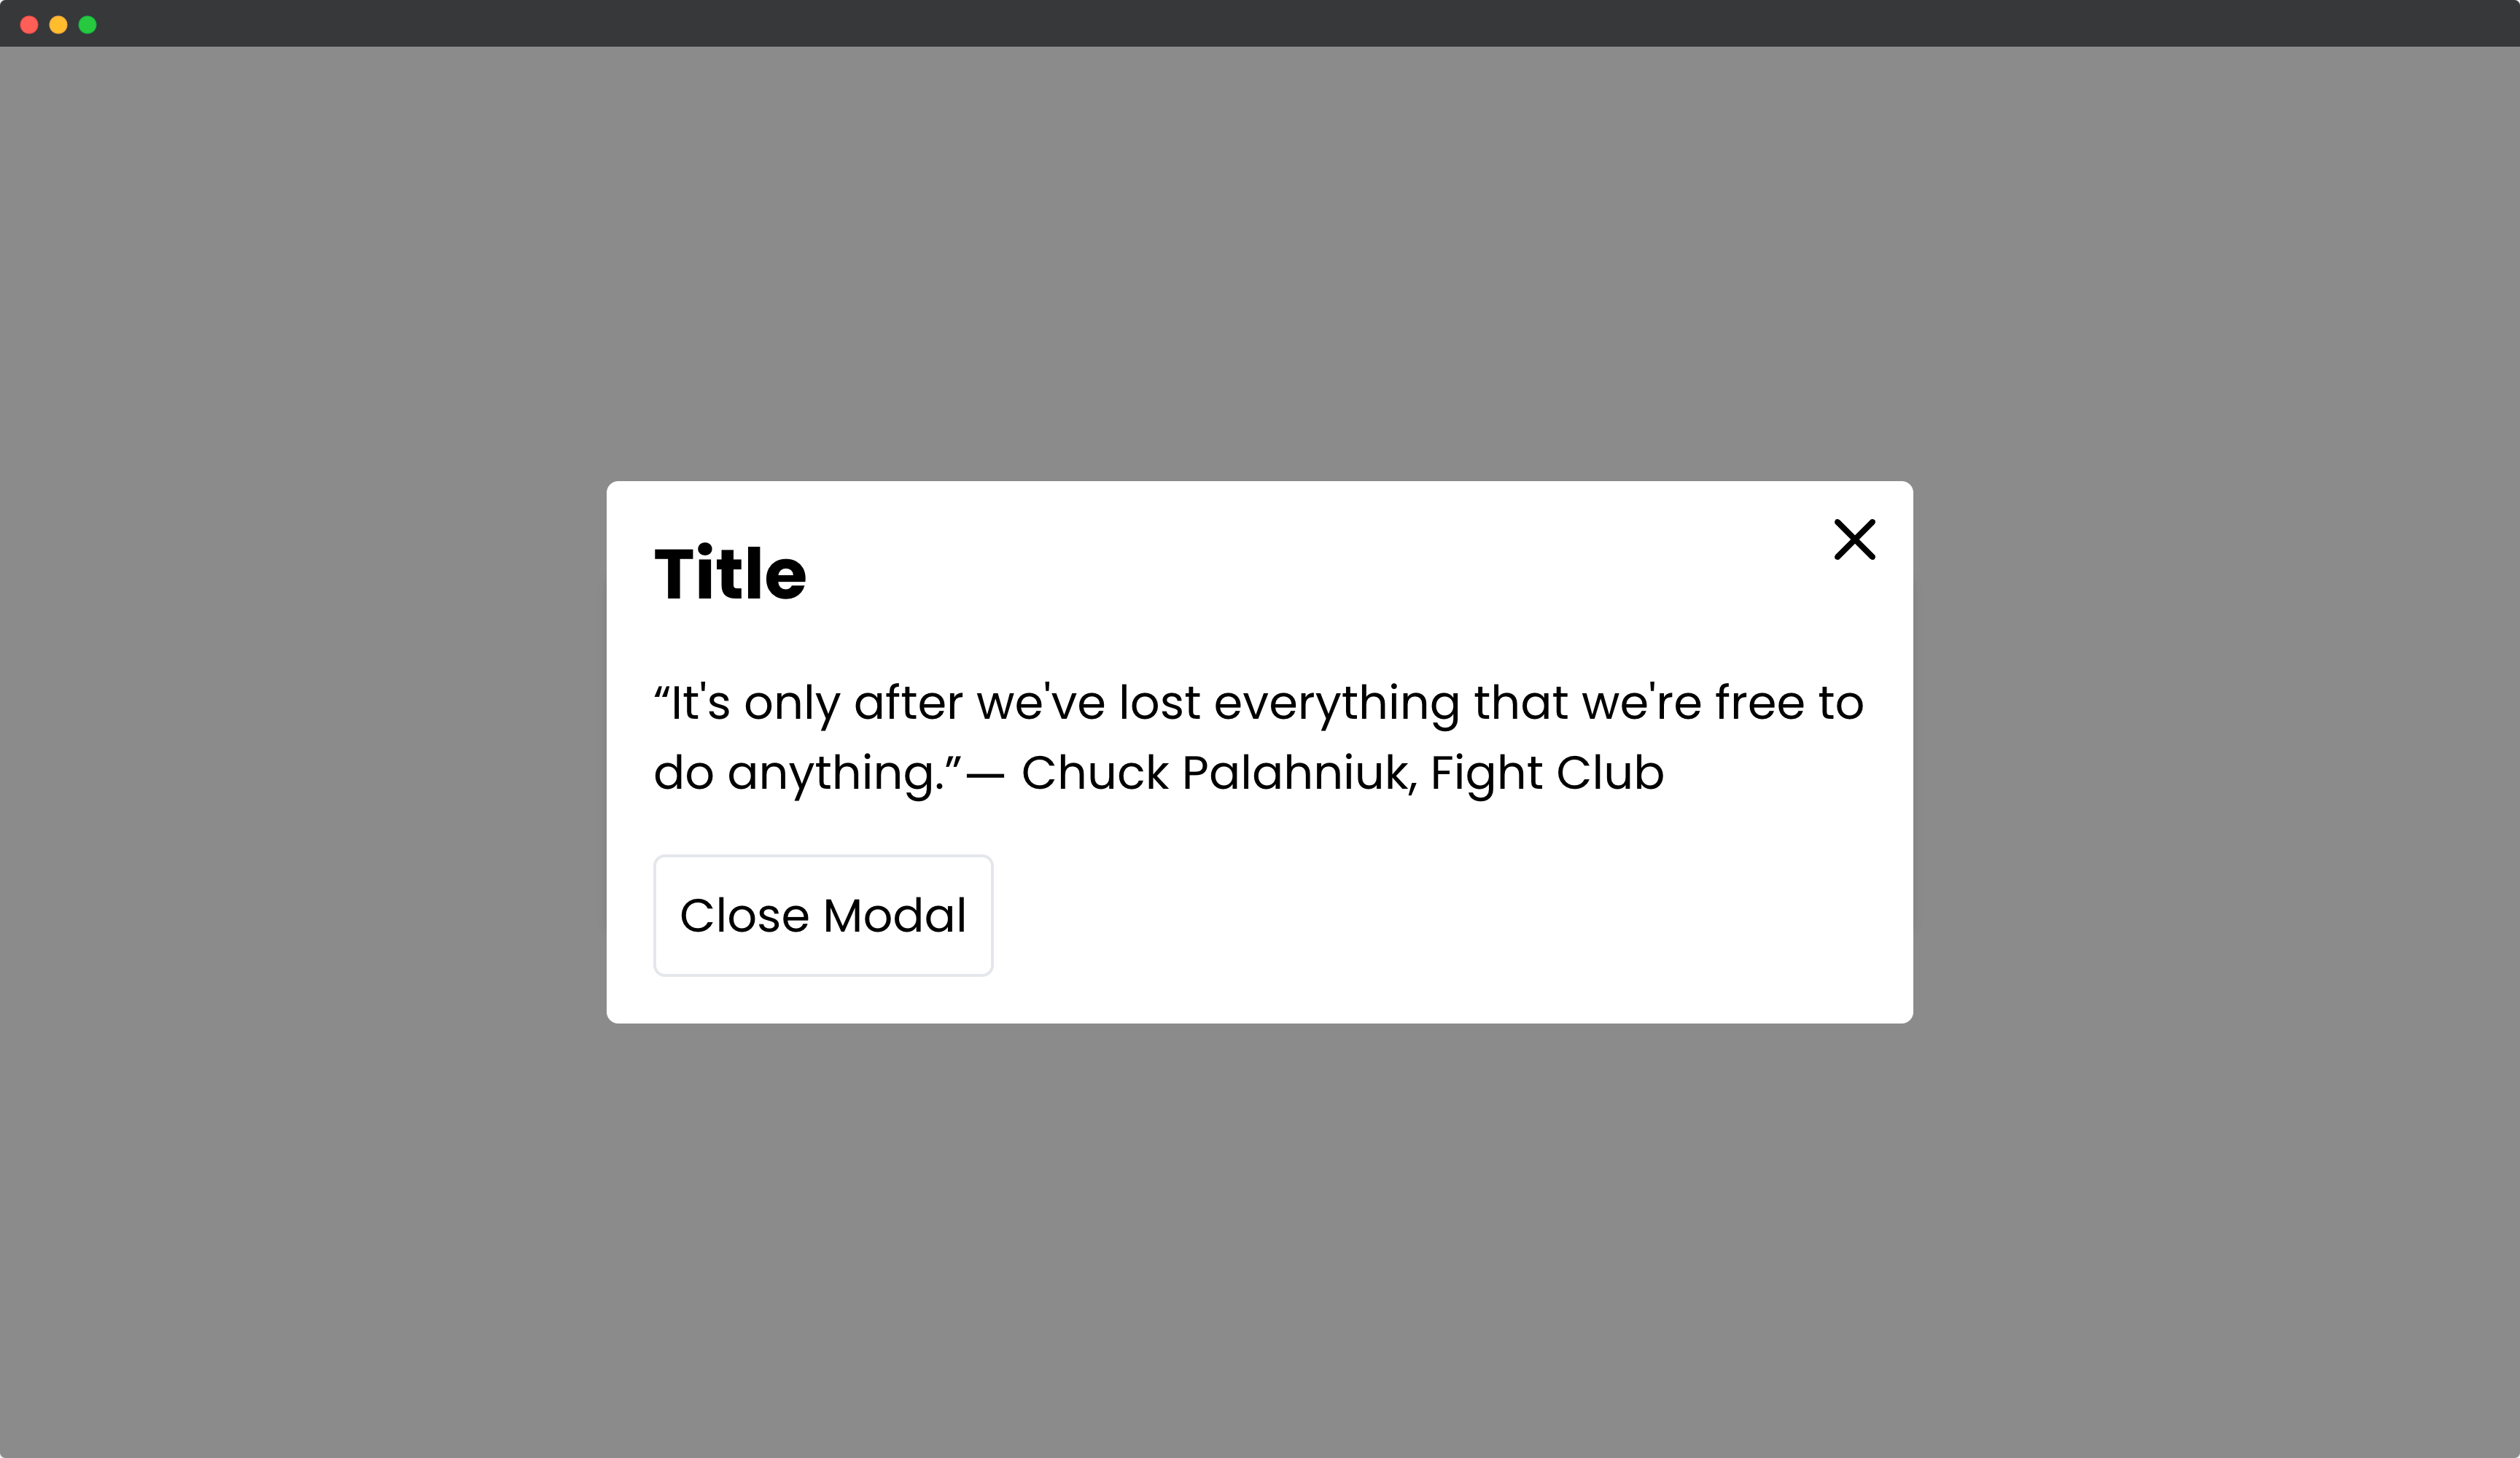 Title
“It's only after we've lost everything that we're free to
do anything.”— Chuck Palahniuk, Fight Club
Close Modal